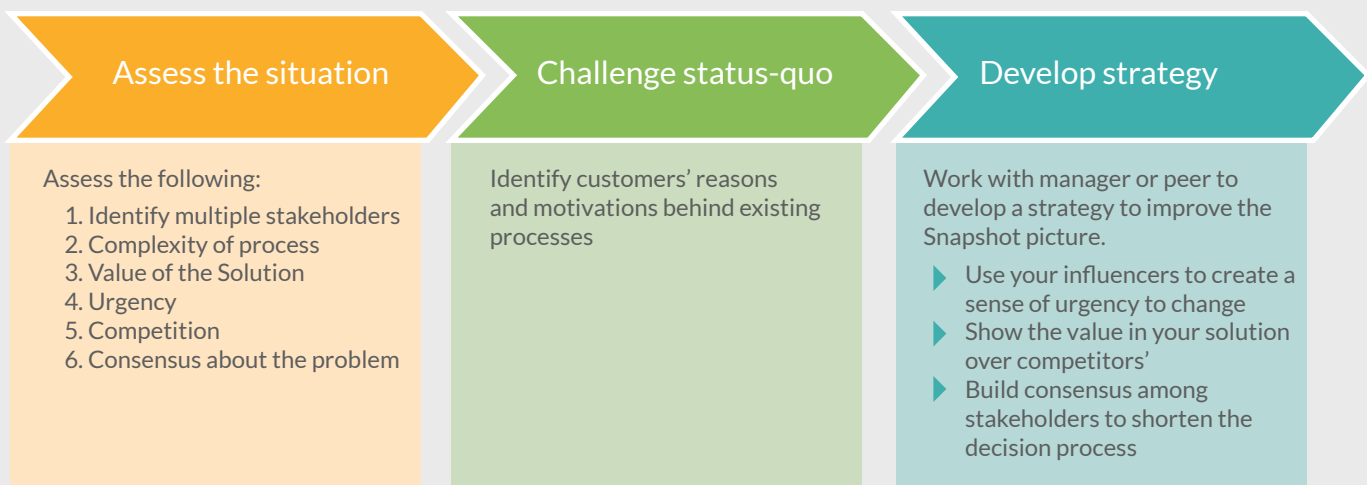 Assess the situation
Challenge status-quo
Develop strategy
Assess the following:
1. Identify multiple stakeholders
2. Complexity of process
3. Value of the Solution
4. Urgency
5. Competition
6. Consensus about the problem
Identify customers’ reasons
and motivations behind existing
processes
Work with manager or peer to
develop a strategy to improve the
Snapshot picture.
Use your influencers to create a
sense of urgency to change
Show the value in your solution
over competitors’
Build consensus among
stakeholders to shorten the
decision process